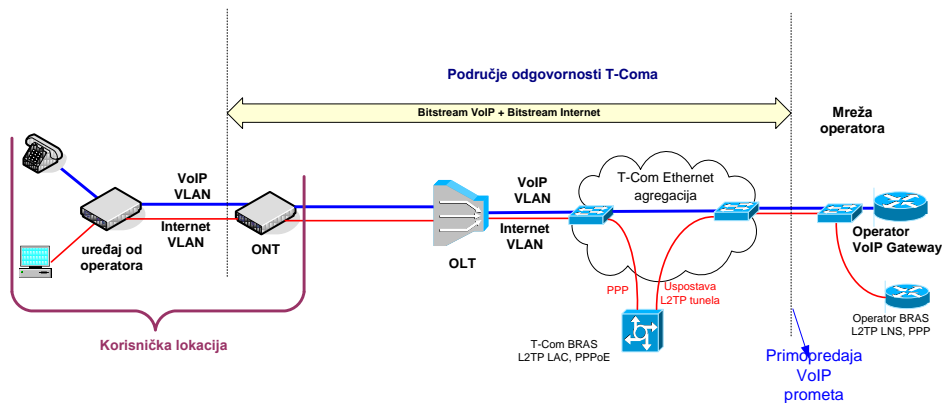 Područje odgovornosti T-Coma
Bitstream VoIP + Bitstream Internet
Mreža
operatora
VoIP
VLAN
Internet
VLAN
uređaj od
operatora
ONT
Korisnička lokacija
OLT
VoIP
VLAN
Internet
VLAN
T-Com Ethernet
agregacija
PPP
Uspostava
L2TP tunela
T-Com BRAS
L2TP LAC, PPPoE
Operator
VoIP Gateway
Operator BRAS
L2TP LNS, PPP
Primopredaja
VoIP
prometa